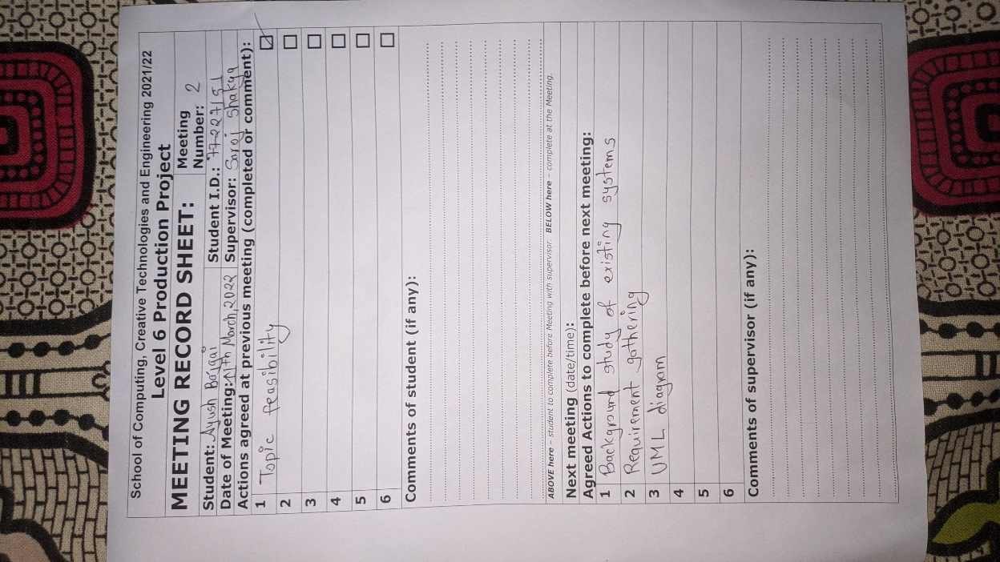 School of Computing, Creative Technologies and Engineering 2021/22
Level 6 Production Project
MEETING RECORD SHEET: Meeting Number: 2
Student: Ayush Student I.D.:
Date of Meeting: March, 2022 Supervisor: Saroj Shakya
Actions agreed at previous meeting (completed or comment):
1 Topic feasibility
2
3
4
5
6
Comments of student (if any):
ABOVE here – student to complete before Meeting with supervisor. BELOW here – complete at the Meeting.
Next meeting (date/time):
Agreed Actions to complete before next meeting:
1 Background study of existing systems
2 Requirement gathering
3 UML diagram
4
5
6
Comments of supervisor (if any):